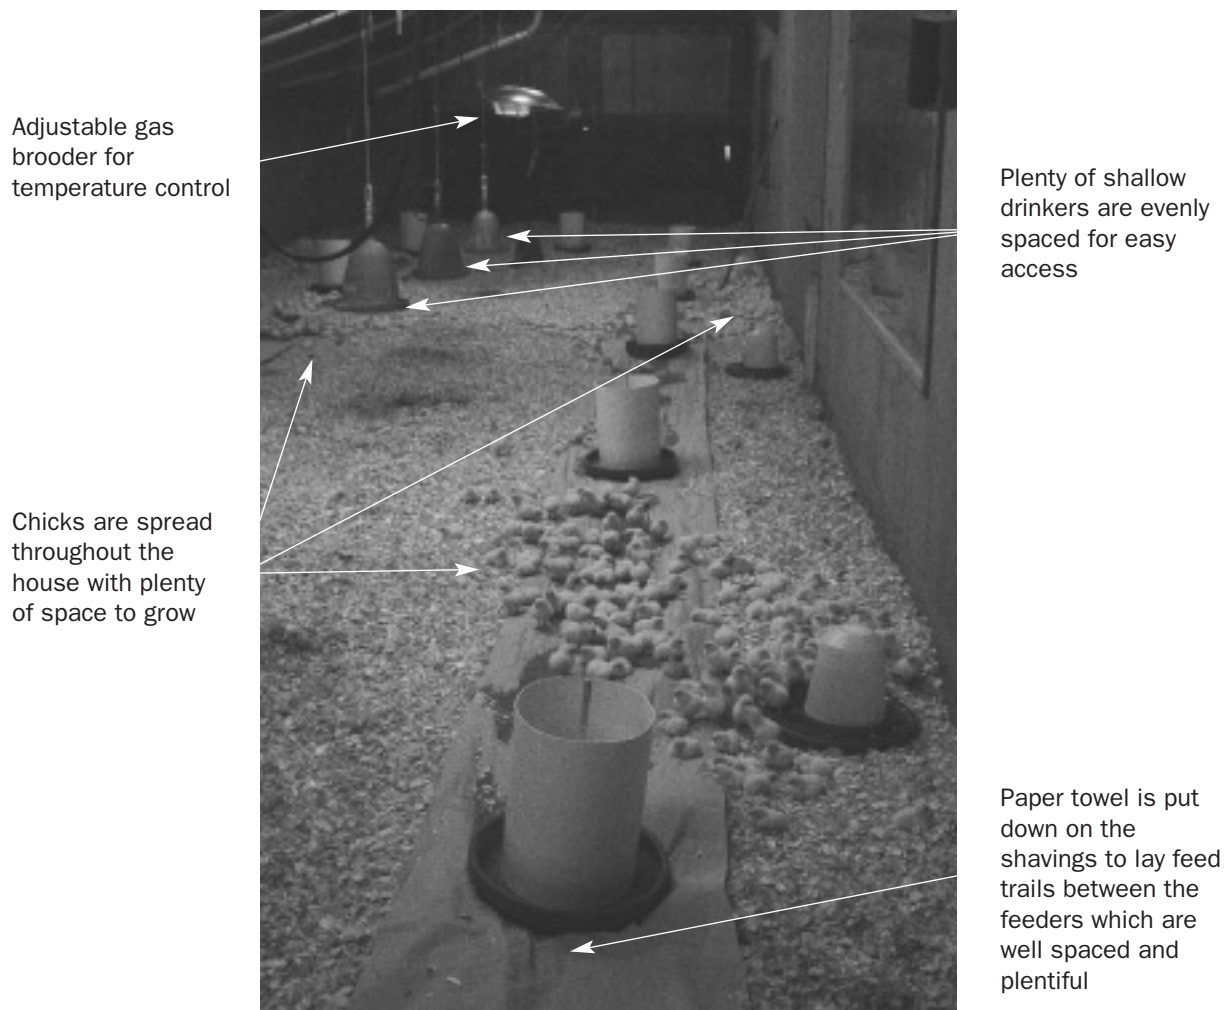 Adjustable gas
brooder for
temperature control
Plenty of shallow
drinkers are evenly
spaced for easy
access
Chicks are spread
throughout the
house with plenty
of space to grow
Paper towel is put
down on the
shavings to lay feed
trails between the
feeders which are
well spaced and
plentiful